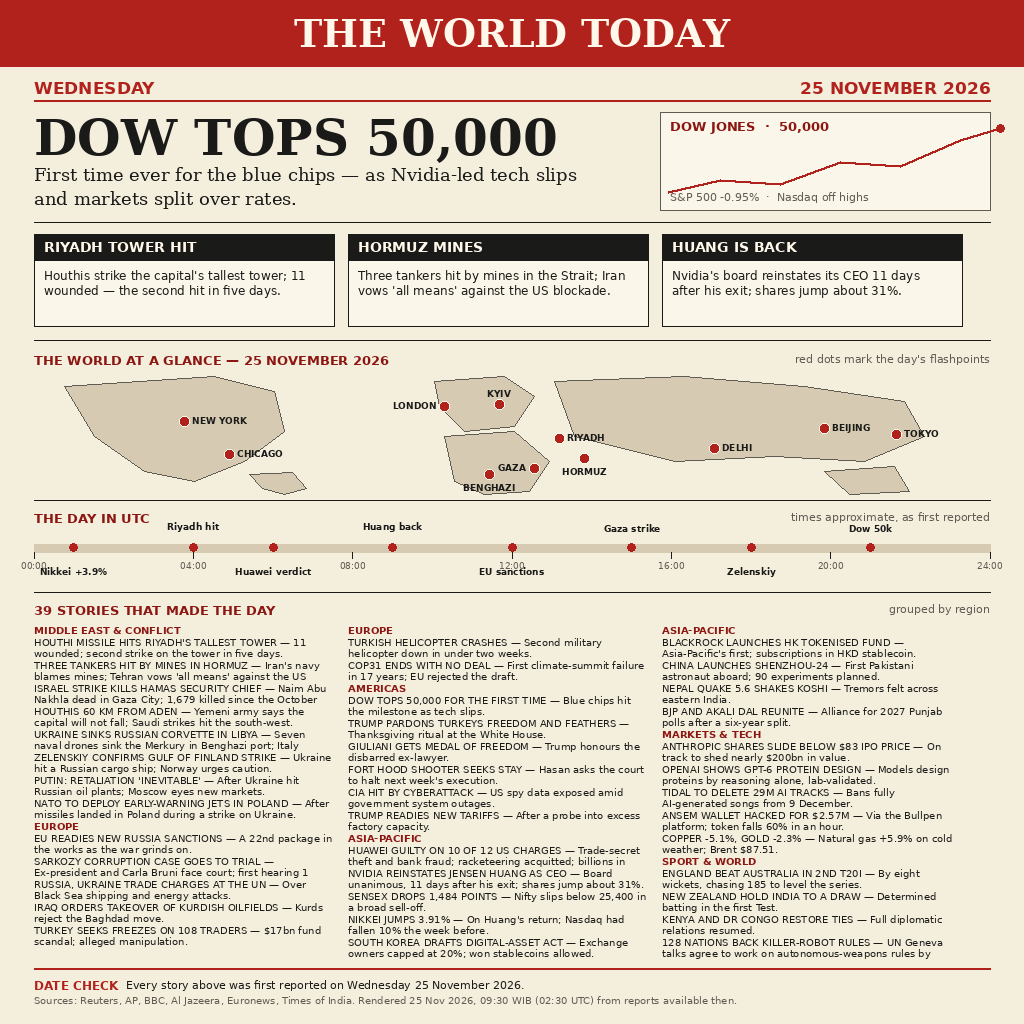 THE WORLD TODAY
WEDNESDAY
25 NOVEMBER 2026
DOW TOPS 50,000
First time ever for the blue chips — as Nvidia-led tech slips
and markets split over rates.
DOW JONES · 50,000
S&P 500 -0.95% · Nasdaq off highs
RIYADH TOWER HIT
Houthis strike the capital's tallest tower; 11
wounded — the second hit in five days.
HORMUZ MINES
Three tankers hit by mines in the Strait; Iran
vows 'all means' against the US blockade.
HUANG IS BACK
Nvidia's board reinstates its CEO 11 days
after his exit; shares jump about 31%.
THE WORLD AT A GLANCE — 25 NOVEMBER 2026
red dots mark the day's flashpoints
NEW YORK
CHICAGO
LONDON
KYIV
RIYADH
GAZA
HORMUZ
BENGHAZI
DELHI
BEIJING
TOKYO
THE DAY IN UTC
times approximate, as first reported
Riyadh hit
Huang back
Gaza strike
Dow 50k
00:00
04:00
08:00
12:00
16:00
20:00
24:00
Nikkei +3.9%
Huawei verdict
EU sanctions
Zelenskiy
39 STORIES THAT MADE THE DAY
grouped by region
MIDDLE EAST & CONFLICT
HOUTHI MISSILE HITS RIYADH'S TALLEST TOWER — 11
wounded; second strike on the tower in five days.
THREE TANKERS HIT BY MINES IN HORMUZ — Iran's navy
blames mines; Tehran vows 'all means' against the US
ISRAEL STRIKE KILLS HAMAS SECURITY CHIEF — Naim Abu
Nakhla dead in Gaza City; 1,679 killed since the October
HOUTHIS 60 KM FROM ADEN — Yemeni army says the
capital will not fall; Saudi strikes hit the south-west.
UKRAINE SINKS RUSSIAN CORVETTE IN LIBYA — Seven
naval drones sink the Merkury in Benghazi port; Italy
ZELENSKIY CONFIRMS GULF OF FINLAND STRIKE — Ukraine
hit a Russian cargo ship; Norway urges caution.
PUTIN: RETALIATION 'INEVITABLE' — After Ukraine hit
Russian oil plants; Moscow eyes new markets.
NATO TO DEPLOY EARLY-WARNING JETS IN POLAND — After
missiles landed in Poland during a strike on Ukraine.
EUROPE
EU READIES NEW RUSSIA SANCTIONS — A 22nd package in
the works as the war grinds on.
SARKOZY CORRUPTION CASE GOES TO TRIAL —
Ex-president and Carla Bruni face court; first hearing 1
RUSSIA, UKRAINE TRADE CHARGES AT THE UN — Over
Black Sea shipping and energy attacks.
IRAQ ORDERS TAKEOVER OF KURDISH OILFIELDS — Kurds
reject the Baghdad move.
TURKEY SEEKS FREEZES ON 108 TRADERS — $17bn fund
scandal; alleged manipulation.
EUROPE
TURKISH HELICOPTER CRASHES — Second military
helicopter down in under two weeks.
COP31 ENDS WITH NO DEAL — First climate-summit failure
in 17 years; EU rejected the draft.
AMERICAS
DOW TOPS 50,000 FOR THE FIRST TIME — Blue chips hit
the milestone as tech slips.
TRUMP PARDONS TURKEYS FREEDOM AND FEATHERS —
Thanksgiving ritual at the White House.
GIULIANI GETS MEDAL OF FREEDOM — Trump honours the
disbarred ex-lawyer.
FORT HOOD SHOOTER SEEKS STAY — Hasan asks the court
to halt next week's execution.
CIA HIT BY CYBERATTACK — US spy data exposed amid
government system outages.
TRUMP READIES NEW TARIFFS — After a probe into excess
factory capacity.
ASIA-PACIFIC
HUAWEI GUILTY ON 10 OF 12 US CHARGES — Trade-secret
theft and bank fraud; racketeering acquitted; billions in
NVIDIA REINSTATES JENSEN HUANG AS CEO — Board
unanimous, 11 days after his exit; shares jump about 31%.
SENSEX DROPS 1,484 POINTS — Nifty slips below 25,400 in
a broad sell-off.
NIKKEI JUMPS 3.91% — On Huang's return; Nasdaq had
fallen 10% the week before.
SOUTH KOREA DRAFTS DIGITAL-ASSET ACT — Exchange
owners capped at 20%; won stablecoins allowed.
ASIA-PACIFIC
BLACKROCK LAUNCHES HK TOKENISED FUND —
Asia-Pacific's first; subscriptions in HKD stablecoin.
CHINA LAUNCHES SHENZHOU-24 — First Pakistani
astronaut aboard; 90 experiments planned.
NEPAL QUAKE 5.6 SHAKES KOSHI — Tremors felt across
eastern India.
BJP AND AKALI DAL REUNITE — Alliance for 2027 Punjab
polls after a six-year split.
MARKETS & TECH
ANTHROPIC SHARES SLIDE BELOW $83 IPO PRICE — On
track to shed nearly $200bn in value.
OPENAI SHOWS GPT-6 PROTEIN DESIGN — Models design
proteins by reasoning alone, lab-validated.
TIDAL TO DELETE 29M AI TRACKS — Bans fully
AI-generated songs from 9 December.
ANSEM WALLET HACKED FOR $2.57M — Via the Bullpen
platform; token falls 60% in an hour.
COPPER -5.1%, GOLD -2.3% — Natural gas +5.9% on cold
weather; Brent $87.51.
SPORT & WORLD
ENGLAND BEAT AUSTRALIA IN 2ND T20I — By eight
wickets, chasing 185 to level the series.
NEW ZEALAND HOLD INDIA TO A DRAW — Determined
batting in the first Test.
KENYA AND DR CONGO RESTORE TIES — Full diplomatic
relations resumed.
128 NATIONS BACK KILLER-ROBOT RULES — UN Geneva
talks agree to work on autonomous-weapons rules by
DATE CHECK Every story above was first reported on Wednesday 25 November 2026.
Sources: Reuters, AP, BBC, Al Jazeera, Euronews, Times of India. Rendered 25 Nov 2026, 09:30 WIB (02:30 UTC) from reports available then.